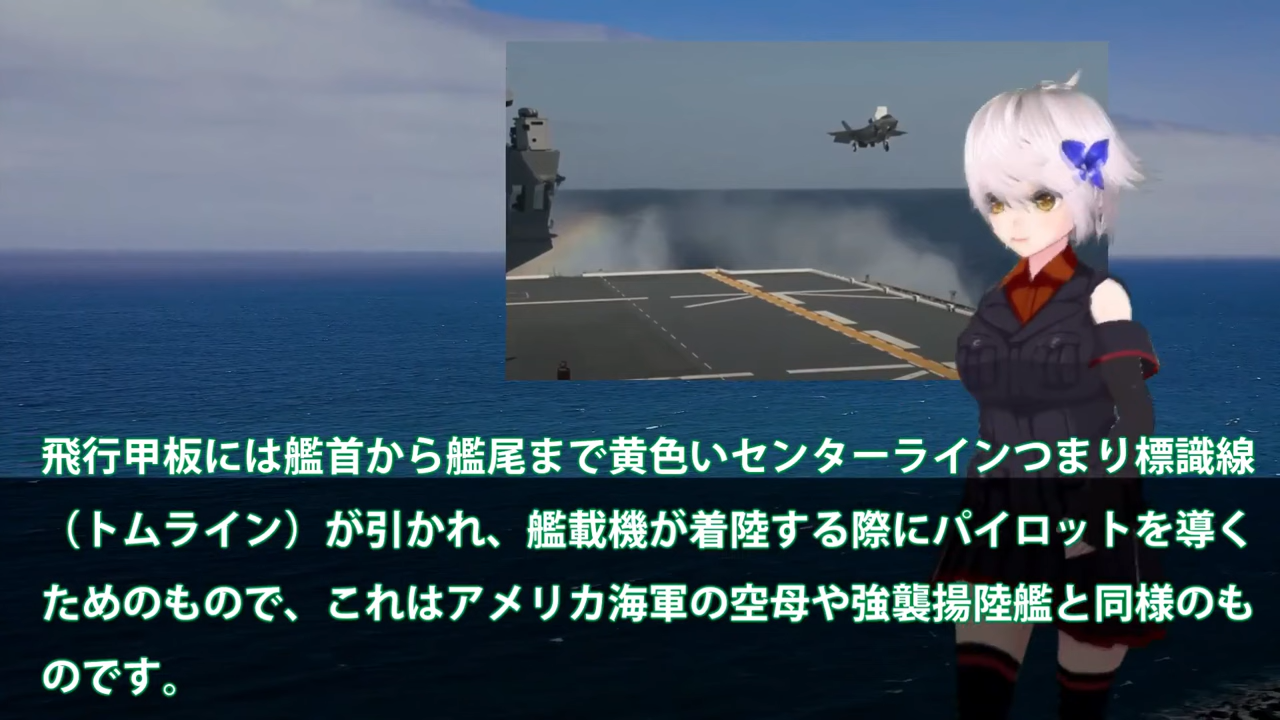 飛行甲板には艦首から艦尾まで黄色いセンターラインつまり標識線
（トムライン）が引かれ、艦載機が着陸する際にパイロットを導く
ためのもので、これはアメリカ海軍の空母や強襲揚陸艦と同様のも
のです。